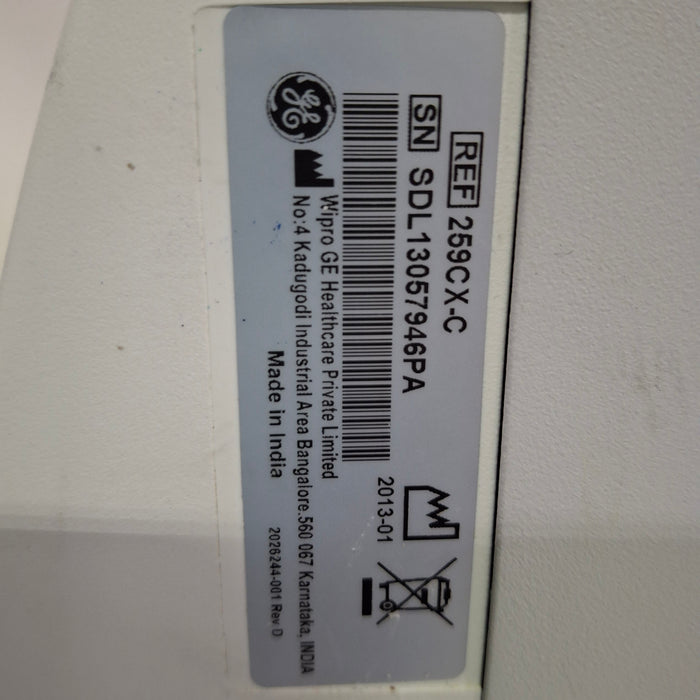 REF 259CX-C
SN SDL13057946PA
2013-01
GE
Wipro GE Healthcare Private Limited
No:4 Kadugodi Industrial Area Bangalore.560 067 Karnataka, INDIA
Made in India
2026244-001 Rev D